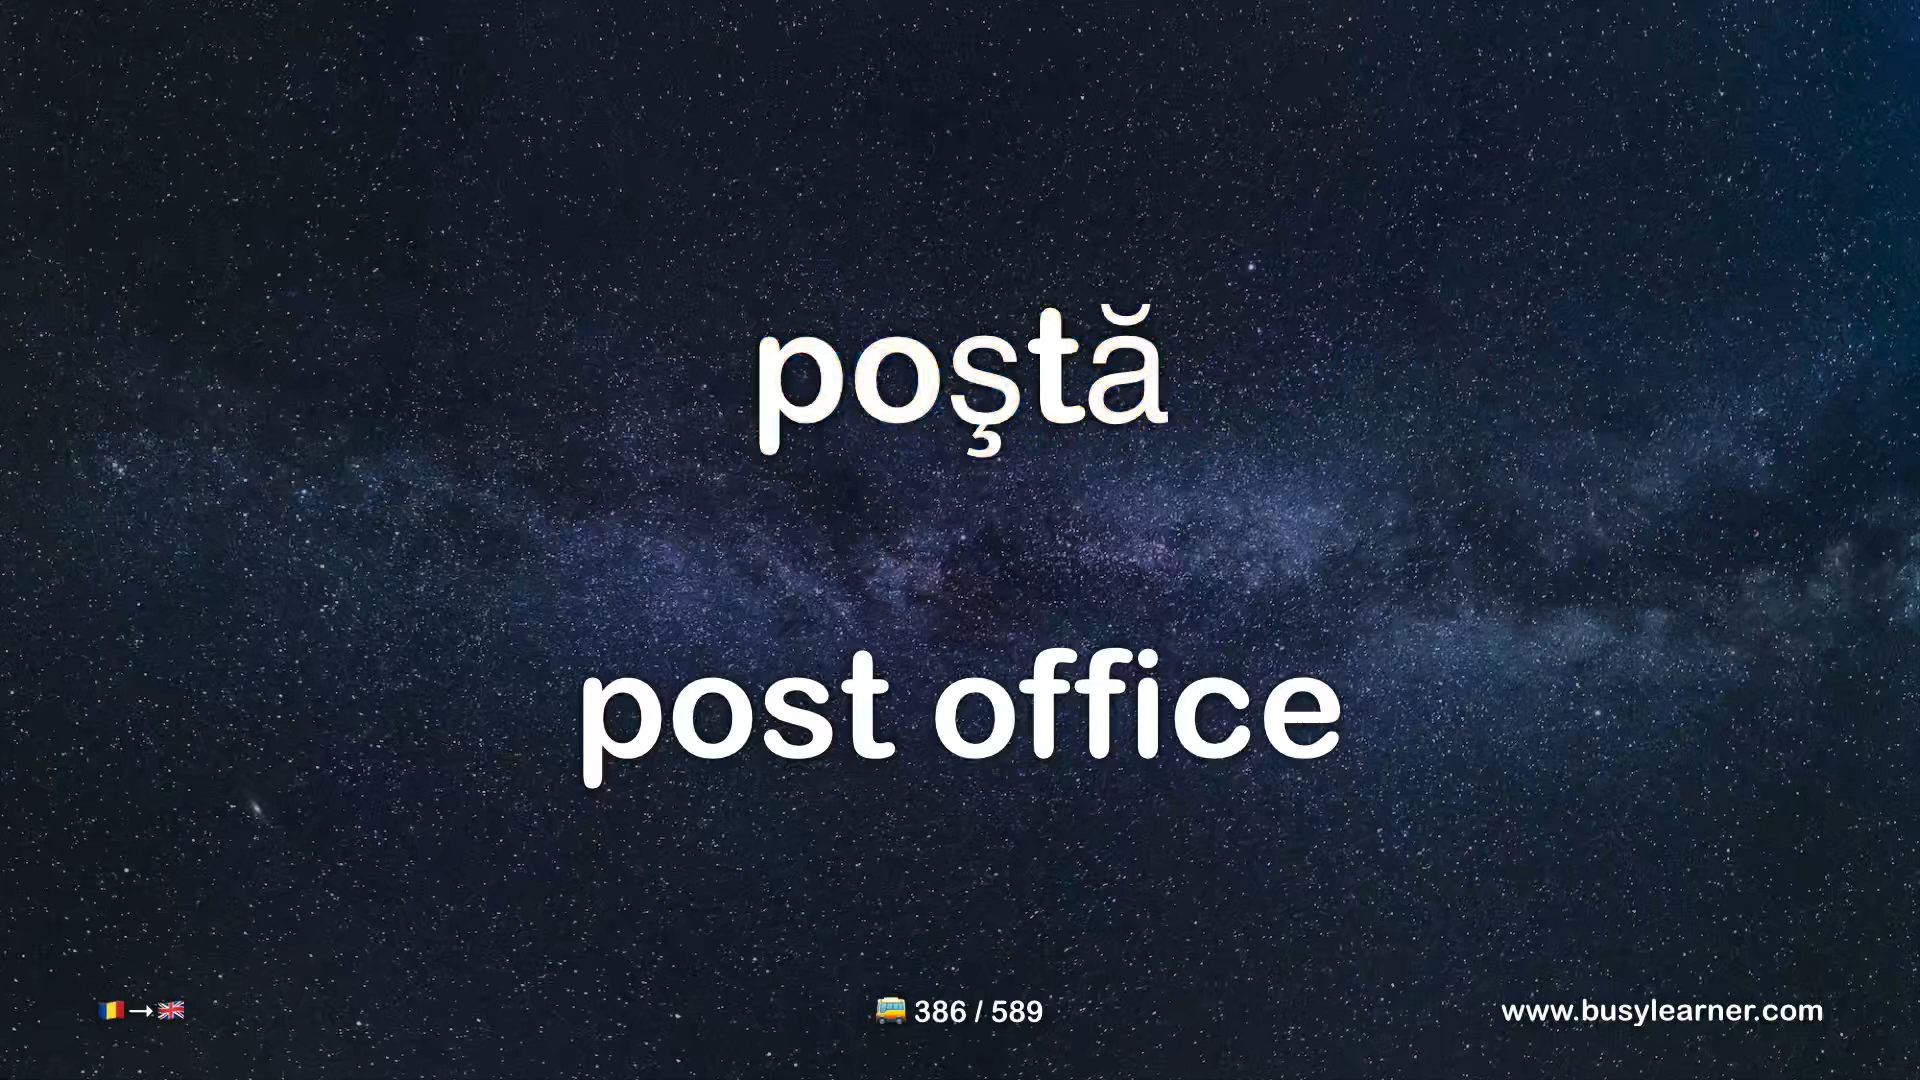 poştă
post office
🇷🇴→🇬🇧
🚌 386 / 589
www.busylearner.com